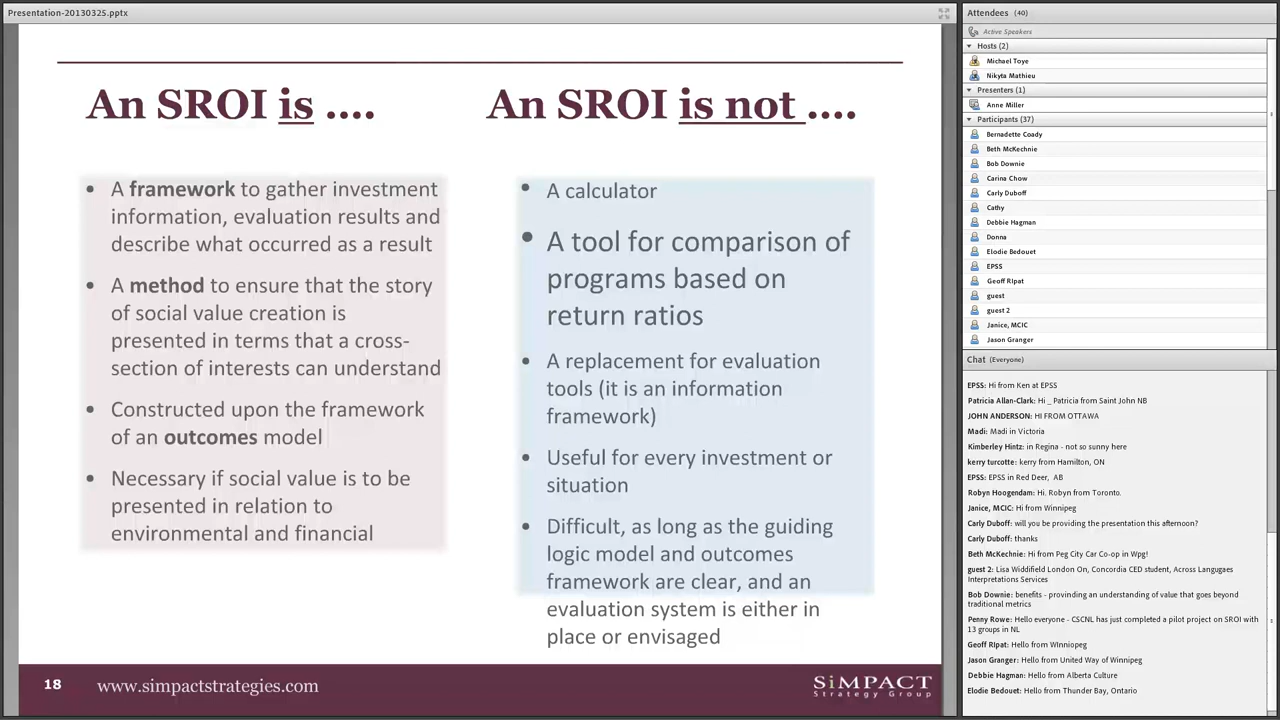 Presentation-20130325.pptx
An SROI is ....
An SROI is not ....
• A framework to gather investment
information, evaluation results and
describe what occurred as a result
• A method to ensure that the story
of social value creation is
presented in terms that a cross-
section of interests can understand
• Constructed upon the framework
of an outcomes model
• Necessary if social value is to be
presented in relation to
environmental and financial
• A calculator
• A tool for comparison of
programs based on
return ratios
• A replacement for evaluation
tools (it is an information
framework)
• Useful for every investment or
situation
• Difficult, as long as the guiding
logic model and outcomes
framework are clear, and an
evaluation system is either in
place or envisaged
18
www.simpactstrategies.com
SiMPACT
Strategy Group
Attendees (40)
Active Speakers
Hosts (2)
Michael Toye
Nikyta Mathieu
Presenters (1)
Anne Miller
Participants (37)
Bernadette Coady
Beth McKechnie
Bob Downie
Carina Chow
Carly Duboff
Cathy
Debbie Hagman
Donna
Elodie Bedouet
EPSS
Geoff RIpat
guest
guest 2
Janice, MCIC
Jason Granger
Chat (Everyone)
EPSS: Hi from Ken at EPSS
Patricia Allan-Clark: Hi _ Patricia from Saint John NB
JOHN ANDERSON: HI FROM OTTAWA
Madi: Madi in Victoria
Kimberley Hintz: in Regina - not so sunny here
kerry turcotte: kerry from Hamilton, ON
EPSS: EPSS in Red Deer, AB
Robyn Hoogendam: Hi. Robyn from Toronto.
Janice, MCIC: Hi from Winnipeg
Carly Duboff: will you be providing the presentation this afternoon?
Carly Duboff: thanks
Beth McKechnie: Hi from Peg City Car Co-op in Wpg!
guest 2: Lisa Widdifield London On, Concordia CED student, Across Langugaes
Interpretations Services
Bob Downie: benefits - provinding an understanding of value that goes beyond
traditional metrics
Penny Rowe: Hello everyone - CSCNL has just completed a pilot project on SROI with
13 groups in NL
Geoff RIpat: Hello from WInniopeg
Jason Granger: Hello from United Way of Winnipeg
Debbie Hagman: Hello from Alberta Culture
Elodie Bedouet: Hello from Thunder Bay, Ontario